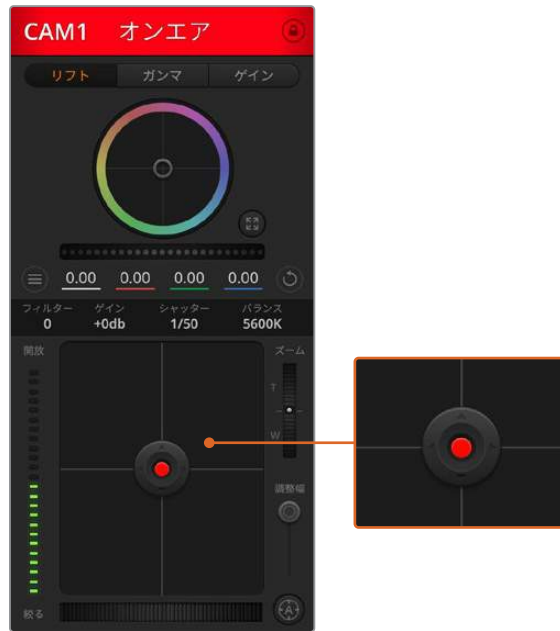 CAM1 オンエア
リフト ガンマ ゲイン
0.00 0.00 0.00 0.00
フィルター ゲイン シャッター バランス
0 +0db 1/50 5600K
開放 ズーム
T
W
調整幅
絞る A